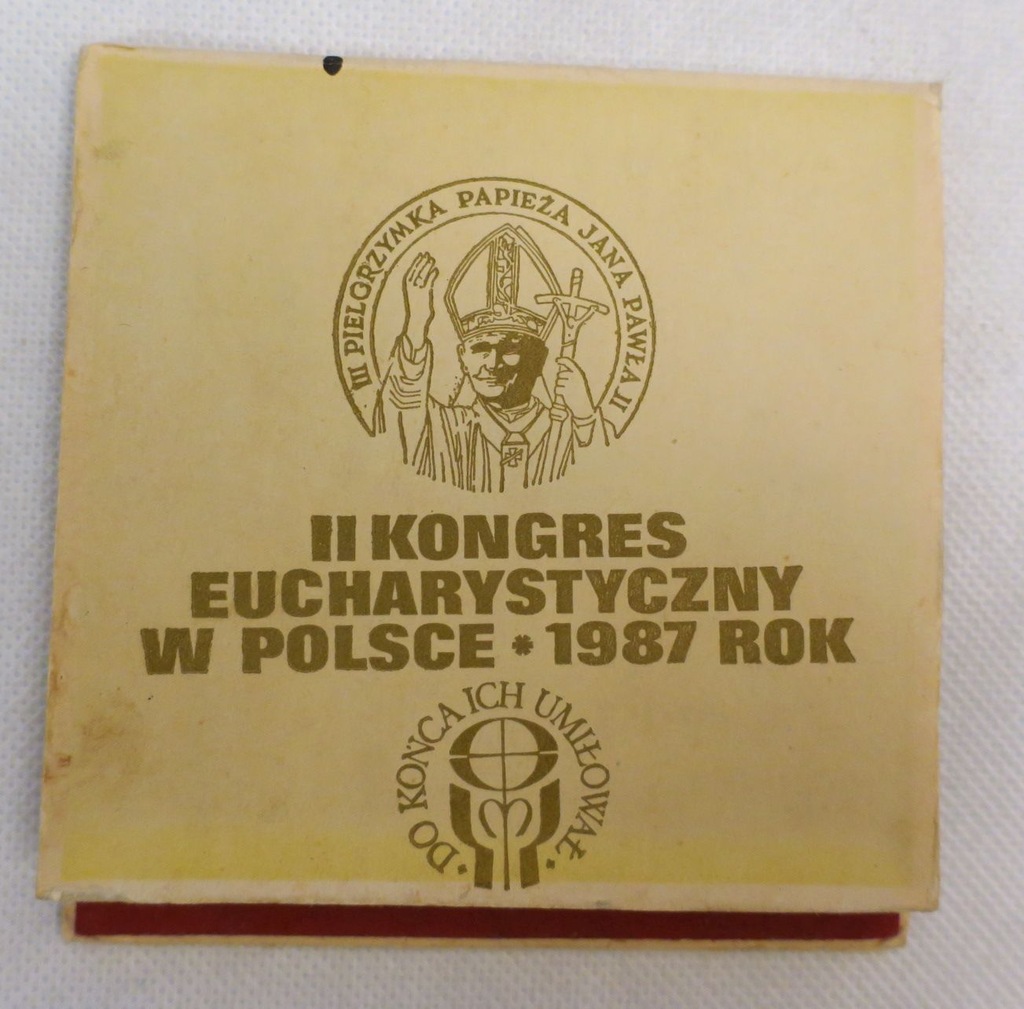 III PIELGRZYMKA PAPIEŻA JANA PAWŁA II
II KONGRES
EUCHARYSTYCZNY
W POLSCE * 1987 ROK
· DO KOŃCA ICH UMIŁOWAŁ ·